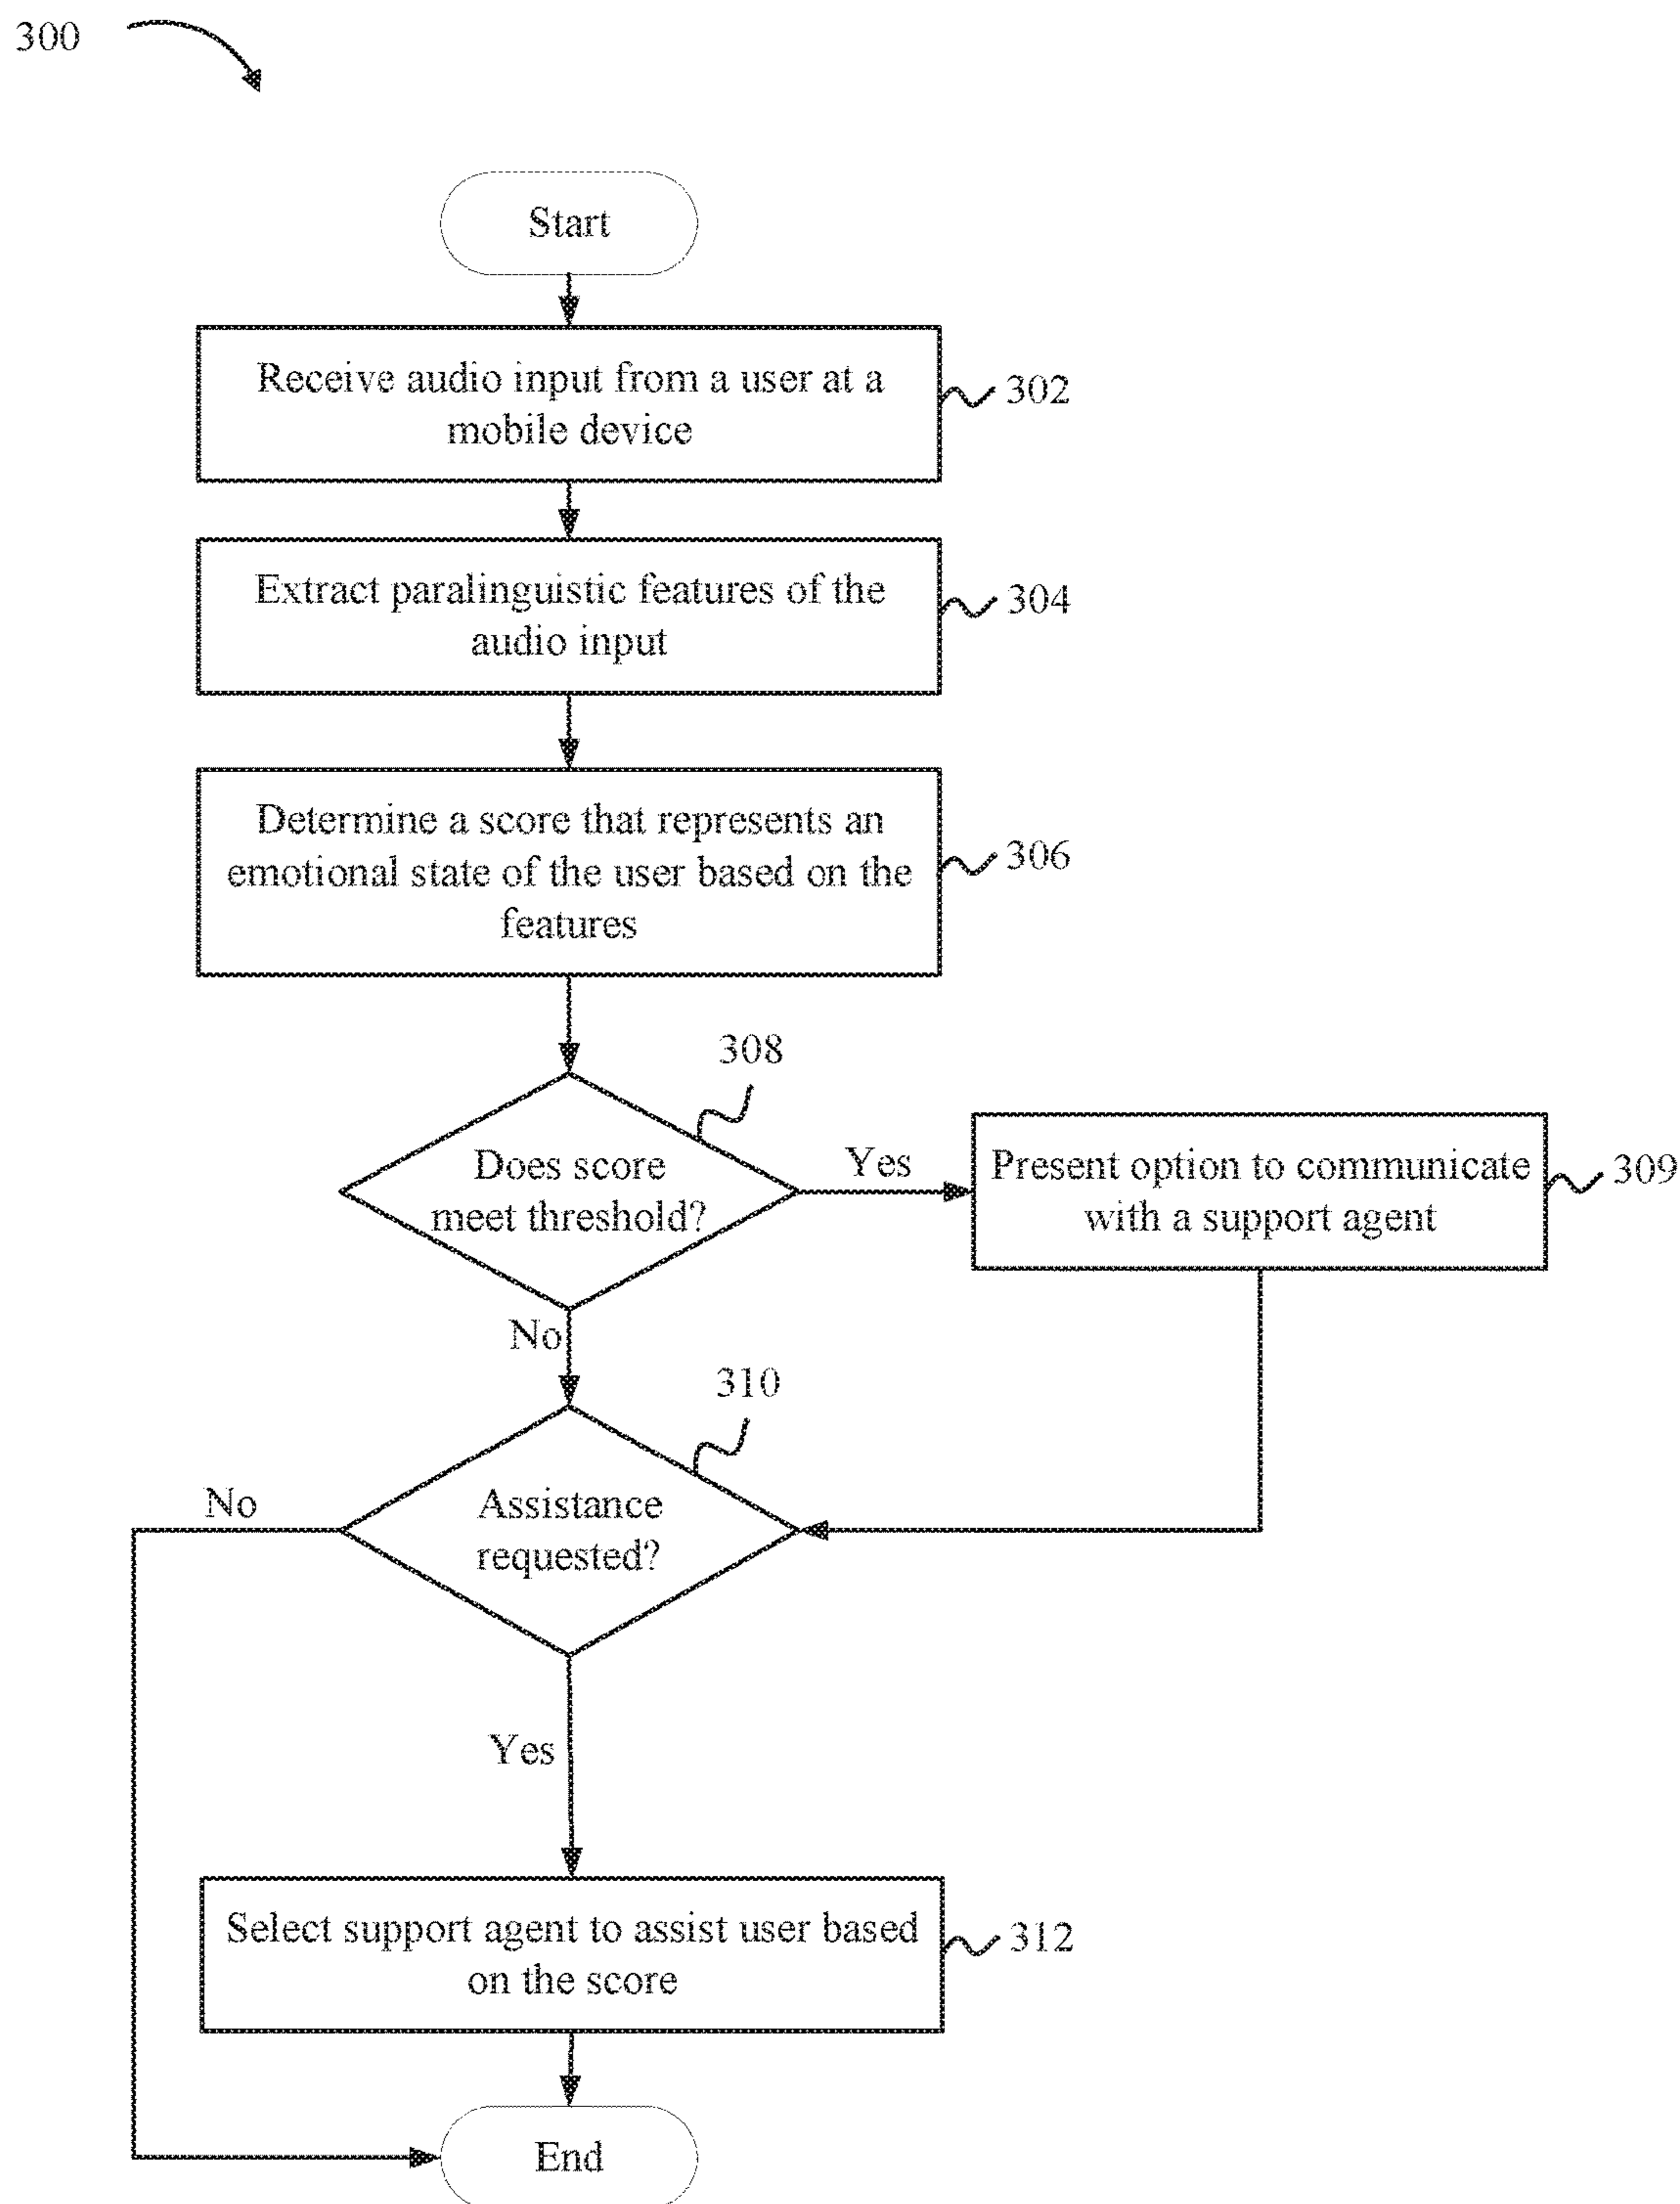 300
Start
Receive audio input from a user at a
mobile device
302
Extract paralinguistic features of the
audio input
304
Determine a score that represents an
emotional state of the user based on the
features
306
308
Does score
meet threshold?
Yes
Present option to communicate
with a support agent
309
No
310
Assistance
requested?
No
Yes
Select support agent to assist user based
on the score
312
End